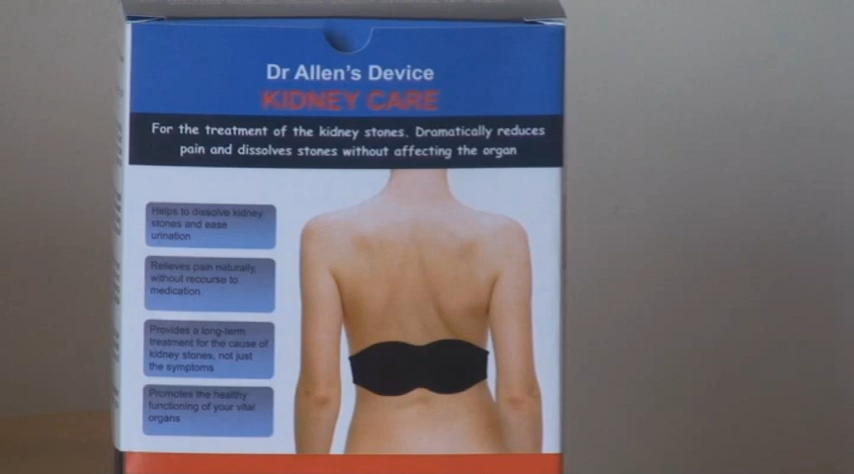 Dr Allen's Device
KIDNEY CARE
For the treatment of the kidney stones. Dramatically reduces
pain and dissolves stones without affecting the organ
Helps to dissolve kidney
stones and ease
urination
Relieves pain naturally,
without recourse to
medication
Provides a long-term
treatment for the cause of
kidney stones, not just
the symptoms
Promotes the healthy
functioning of your vital
organs